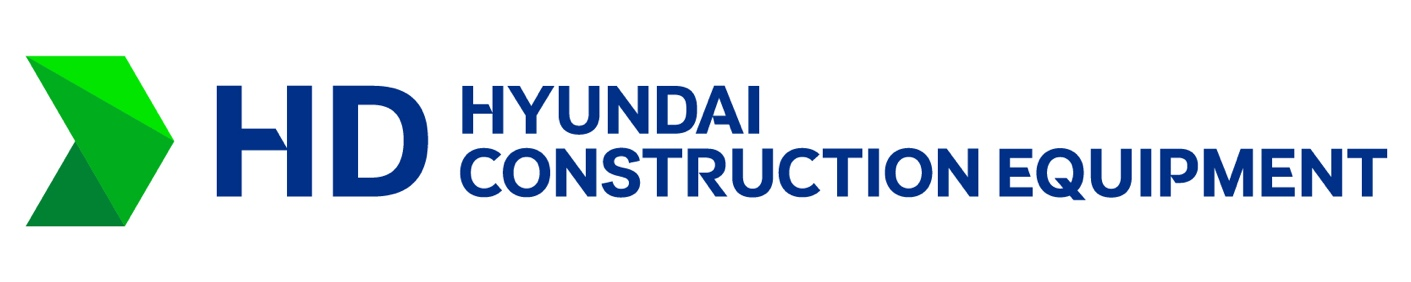 HD
HYUNDAI
CONSTRUCTION EQUIPMENT